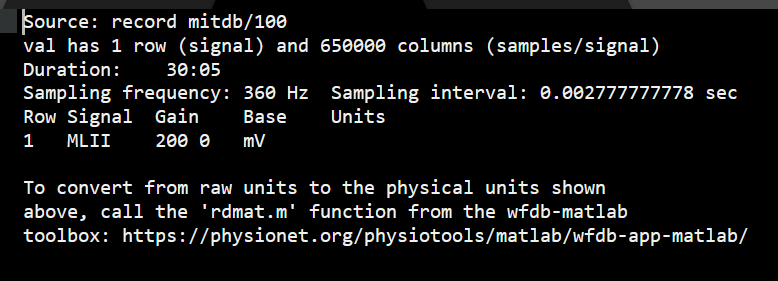 Source: record mitdb/100
val has 1 row (signal) and 650000 columns (samples/signal)
Duration:    30:05
Sampling frequency: 360 Hz  Sampling interval: 0.002777777778 sec
Row Signal  Gain    Base    Units
1   MLII    200 0   mV
To convert from raw units to the physical units shown
above, call the 'rdmat.m' function from the wfdb-matlab
toolbox: https://physionet.org/physiotools/matlab/wfdb-app-matlab/